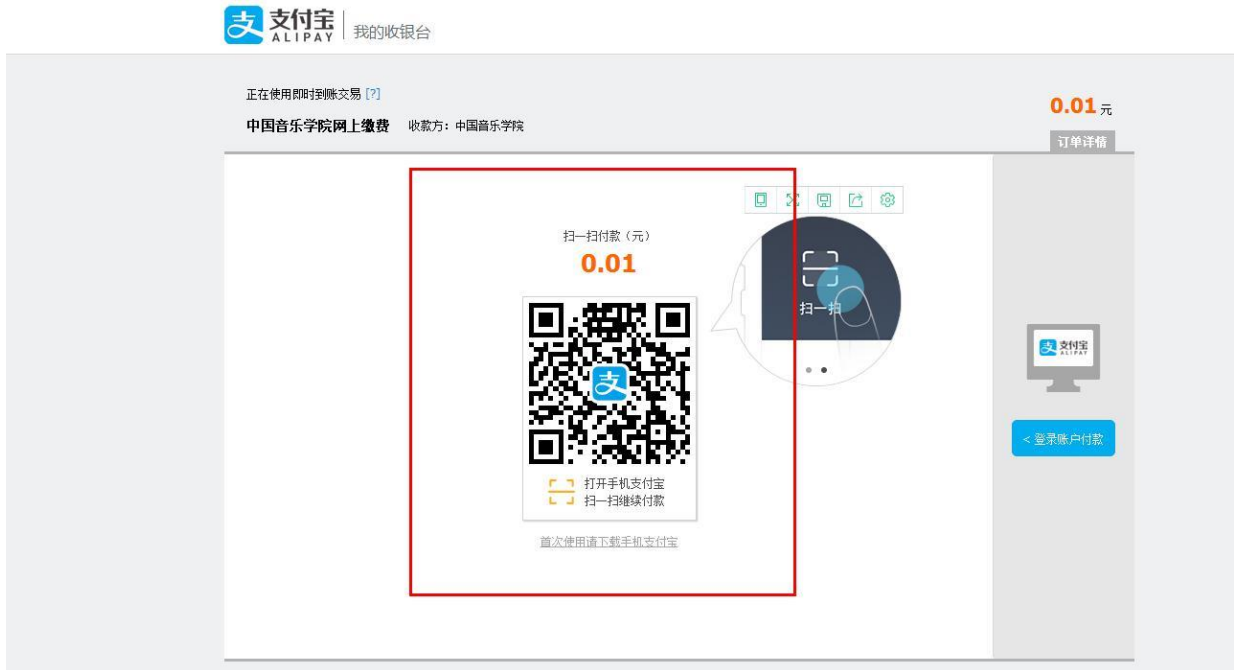 支付宝
ALIPAY
我的收银台
正在使用即时到账交易 [?]
0.01 元
中国音乐学院网上缴费 收款方：中国音乐学院
订单详情
扫一扫付款（元）
0.01
扫一扫
支
打开手机支付宝
扫一扫继续付款
首次使用请下载手机支付宝
支付宝
ALIPAY
< 登录账户付款